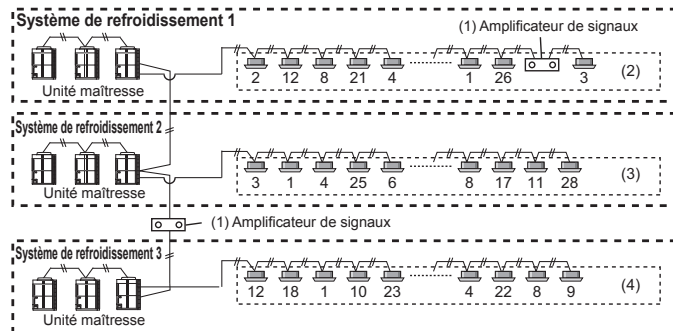 Système de refroidissement 1
(1) Amplificateur de signaux
2 12 8 21 4 1 26 3 (2)
Unité maîtresse
Système de refroidissement 2
3 1 4 25 6 8 17 11 28 (3)
Unité maîtresse
(1) Amplificateur de signaux
Système de refroidissement 3
12 18 1 10 23 4 22 8 9 (4)
Unité maîtresse